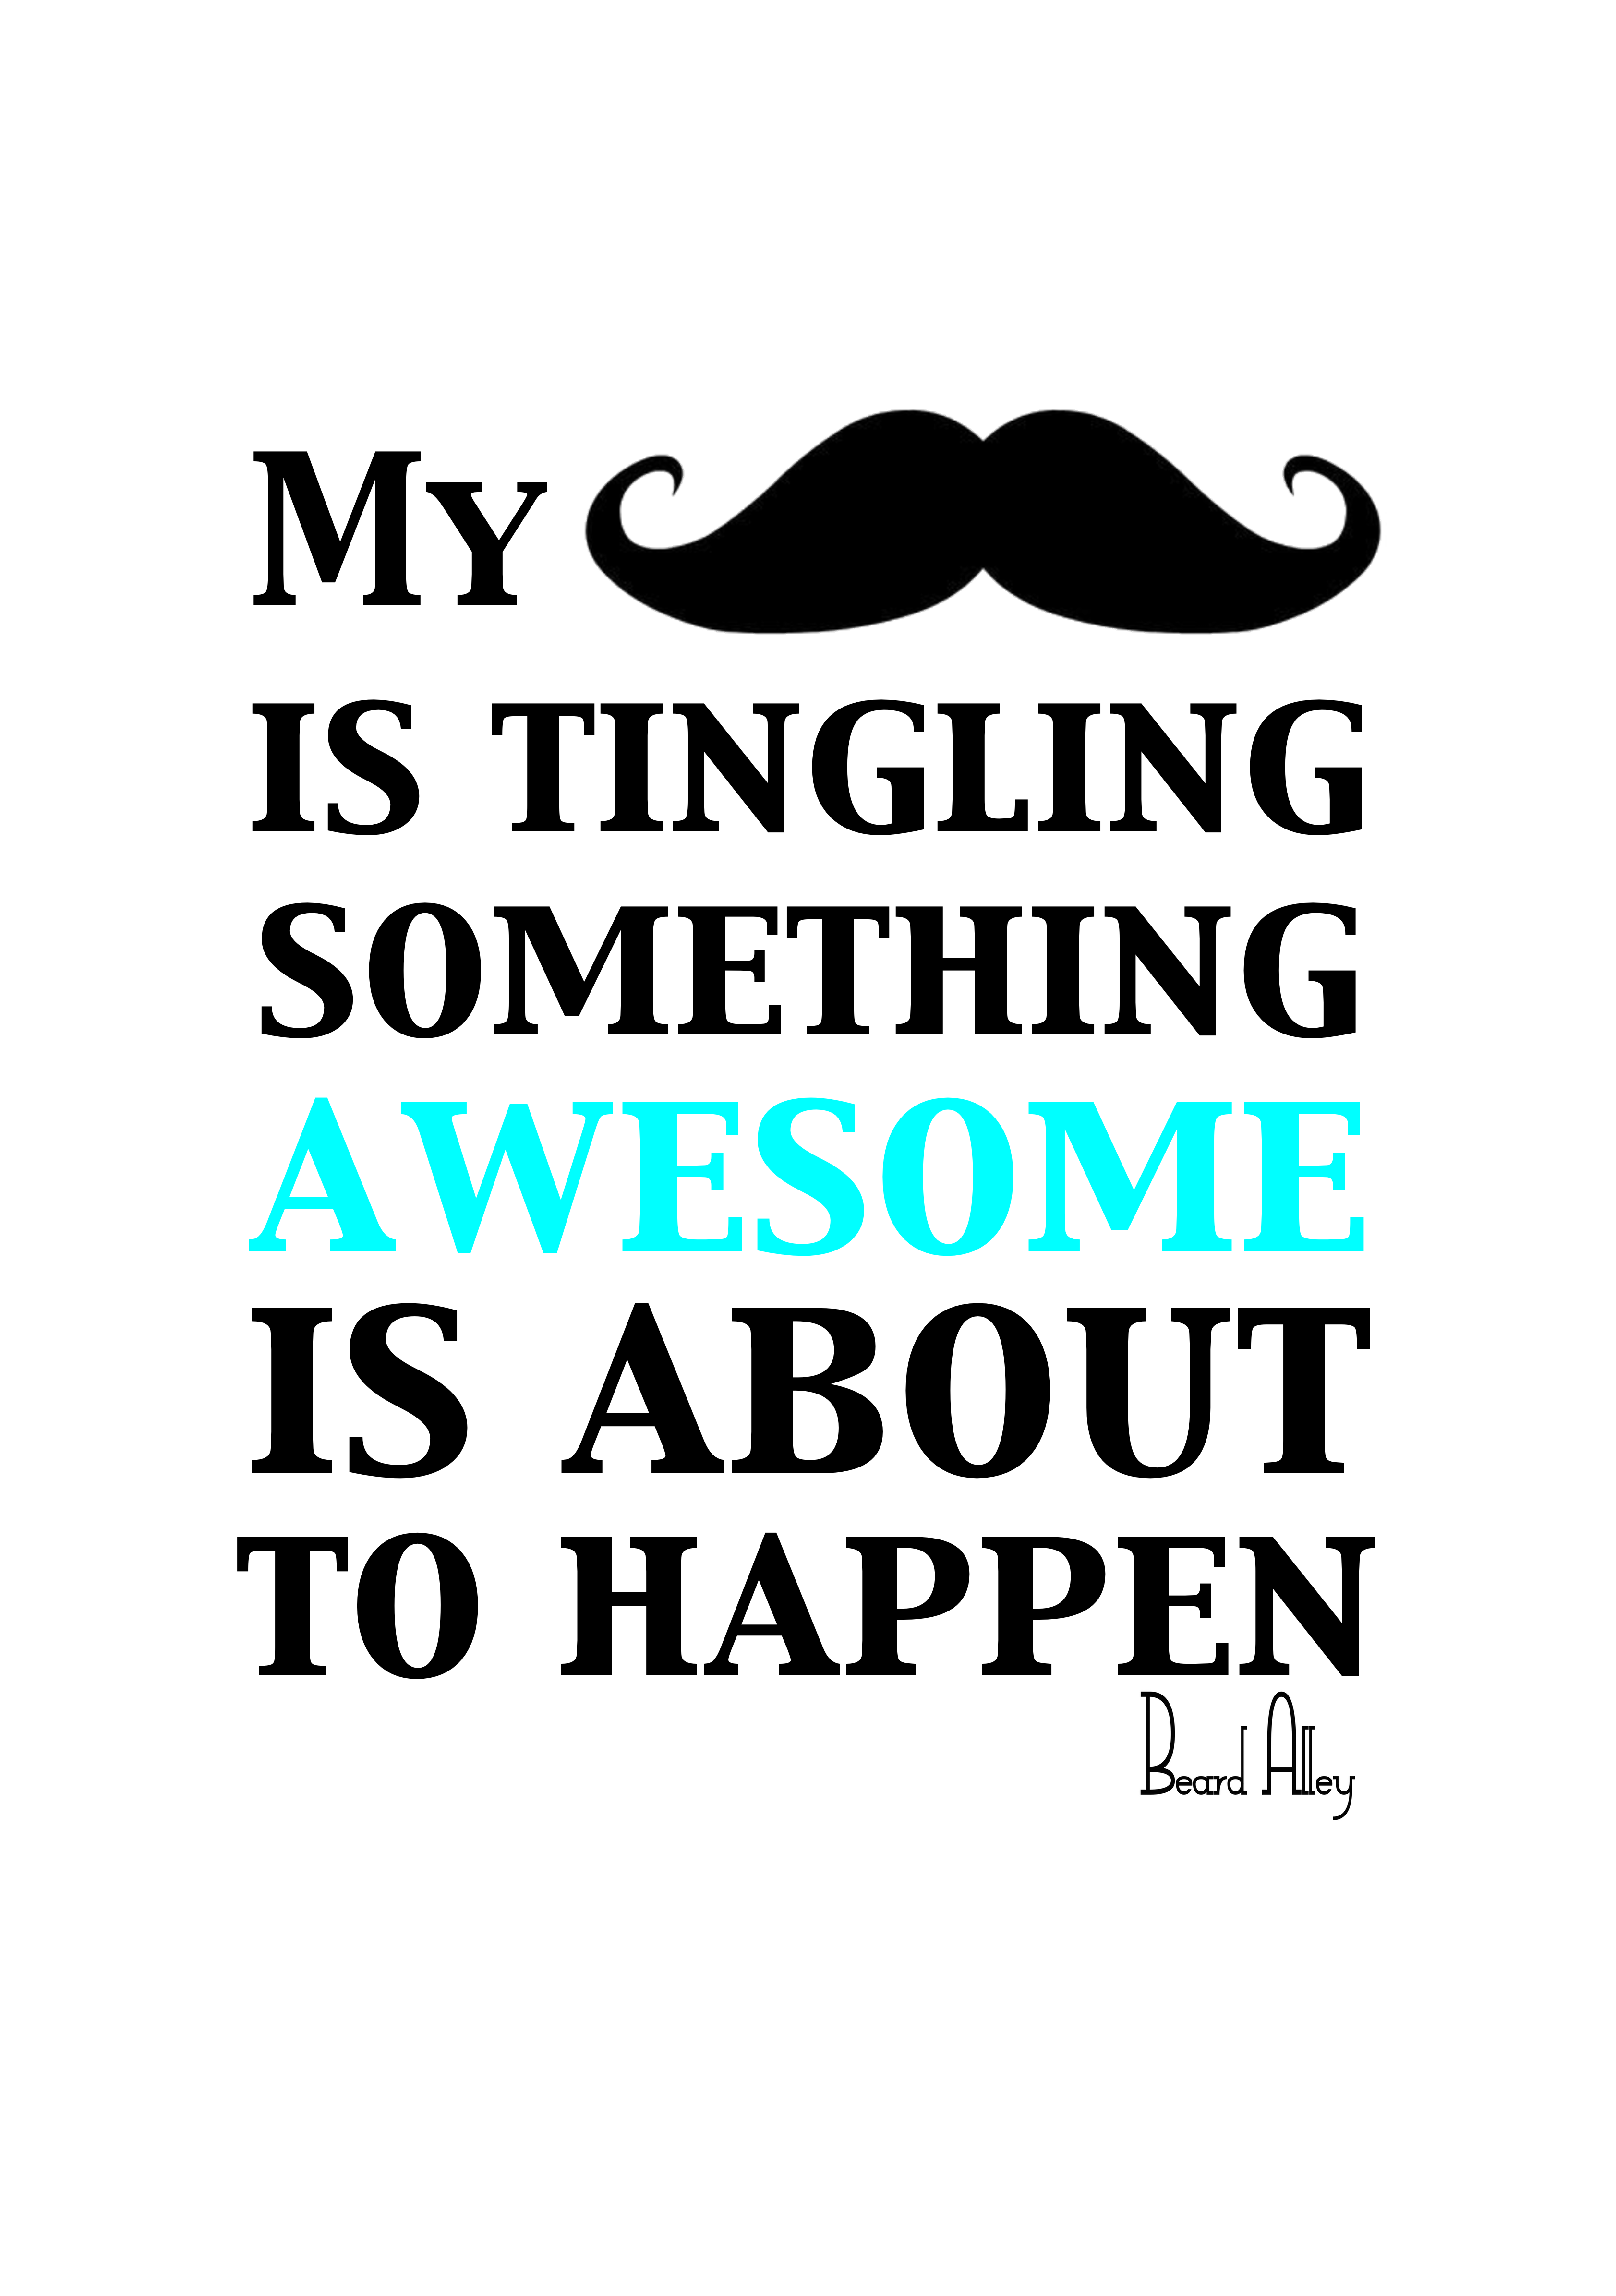 My
IS TINGLING
SOMETHING
AWESOME
IS ABOUT
TO HAPPEN
Beard Alley